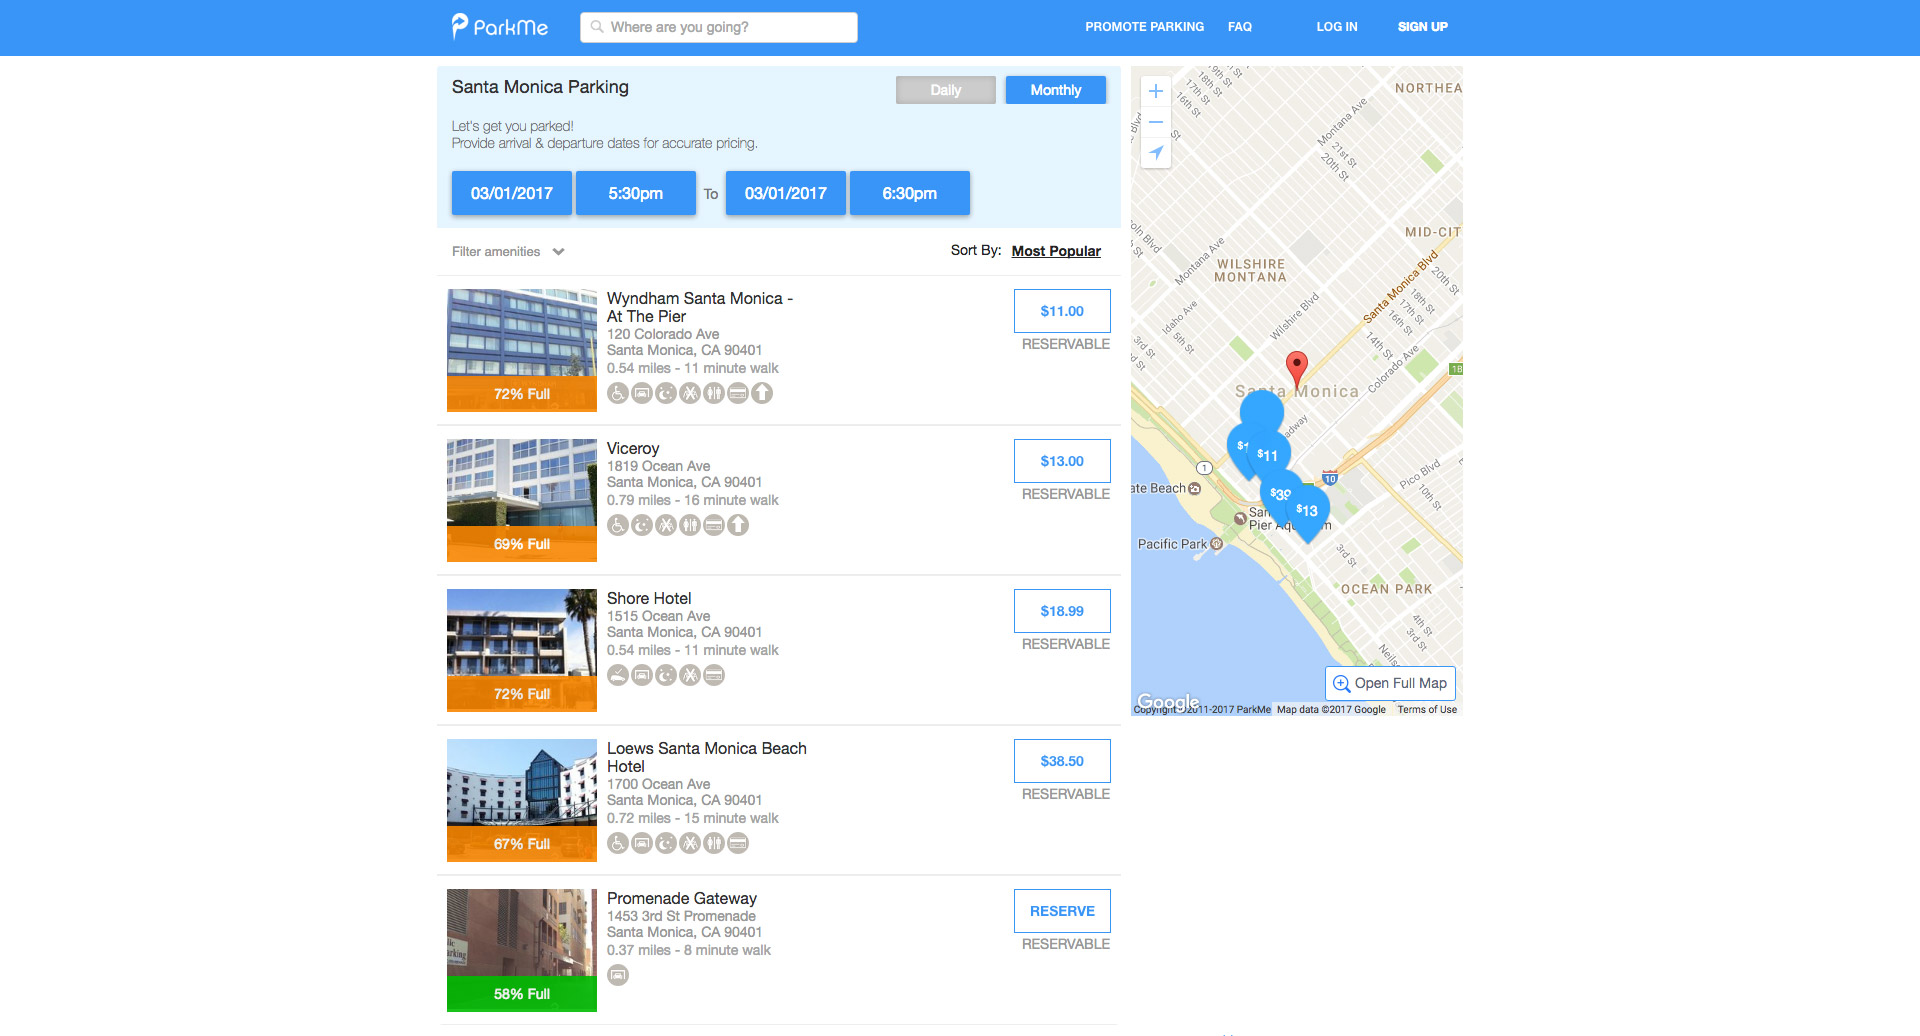 ParkMe
Where are you going?
PROMOTE PARKING
FAQ
LOG IN
SIGN UP
Santa Monica Parking
Daily
Monthly
Let's get you parked!
Provide arrival & departure dates for accurate pricing.
03/01/2017
5:30pm
To
03/01/2017
6:30pm
Filter amenities
Sort By: Most Popular
Wyndham Santa Monica -
At The Pier
120 Colorado Ave
Santa Monica, CA 90401
0.54 miles - 11 minute walk
72% Full
$11.00
RESERVABLE
Viceroy
1819 Ocean Ave
Santa Monica, CA 90401
0.79 miles - 16 minute walk
69% Full
$13.00
RESERVABLE
Shore Hotel
1515 Ocean Ave
Santa Monica, CA 90401
0.54 miles - 11 minute walk
72% Full
$18.99
RESERVABLE
Loews Santa Monica Beach
Hotel
1700 Ocean Ave
Santa Monica, CA 90401
0.72 miles - 15 minute walk
67% Full
$38.50
RESERVABLE
Promenade Gateway
1453 3rd St Promenade
Santa Monica, CA 90401
0.37 miles - 8 minute walk
58% Full
RESERVE
RESERVABLE
19th St
18th St
17th St
16th St
NORTHEA
Montana Ave
21st St
20th St
MID-CIT
Montana Ave
WILSHIRE
MONTANA
Santa Monica Blvd
20th St
18th St
17th St
16th St
14th St
Idaho Ave
Wilshire Blvd
3rd St
5th St
Colorado Ave
Santa Monica
$11
$39
$13
1
10
Pico Blvd
10th St
ate Beach
Pier Aqu
Pacific Park
3rd St
OCEAN PARK
4th St
3rd St
Open Full Map
Google
Copyright ©2011-2017 ParkMe
Map data ©2017 Google
Terms of Use